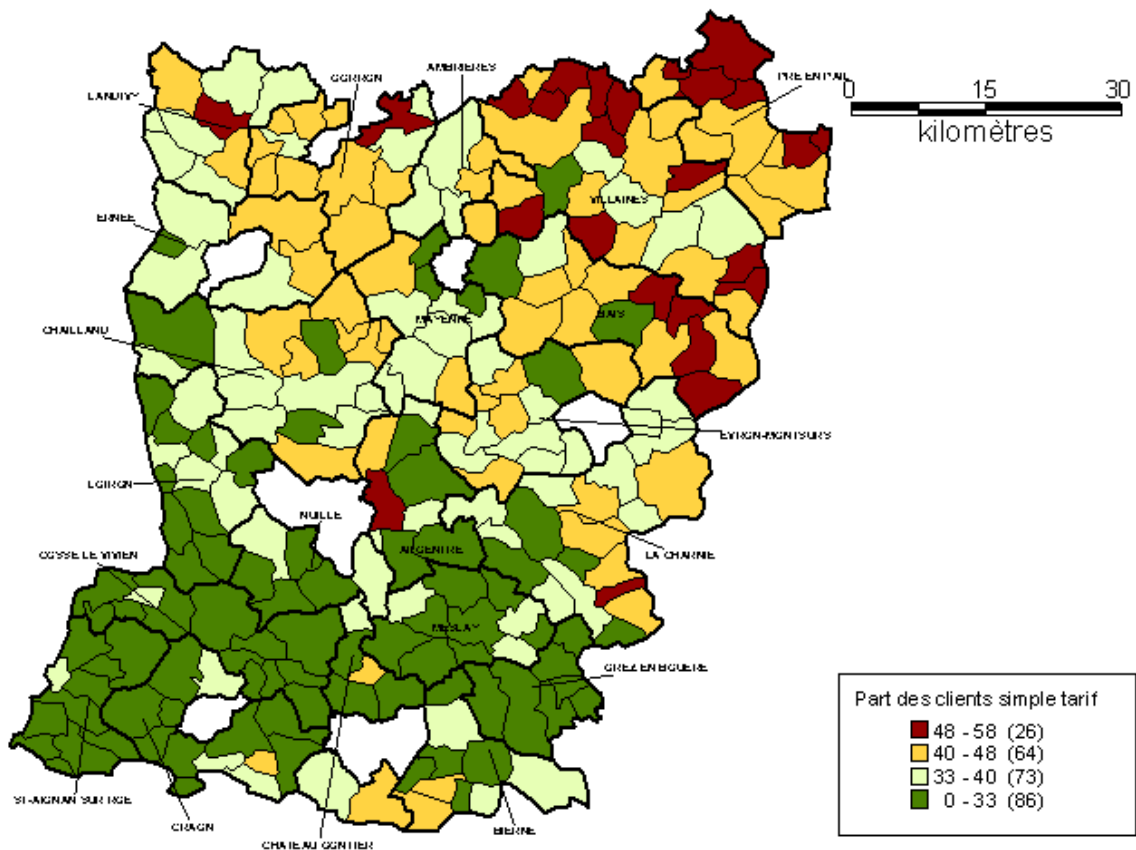 GORRON
AMBRIERES
LANDIVY
PRE EN PAIL
0 15 30
kilomètres
VILLAINES
ERNEE
MAYENNE
BAIS
CHAILLAND
EVRON-MONTSURS
LOIRON
NUILLE
ARGENTRE
COSSE LE VIVIEN
LA CHARNIE
MESLAY
GREZ EN BOUERE
Part des clients simple tarif
48 - 58 (26)
40 - 48 (64)
33 - 40 (73)
0 - 33 (86)
ST-AIGNAN SUR ROE
CRAON
BIERNE
CHATEAU GONTIER